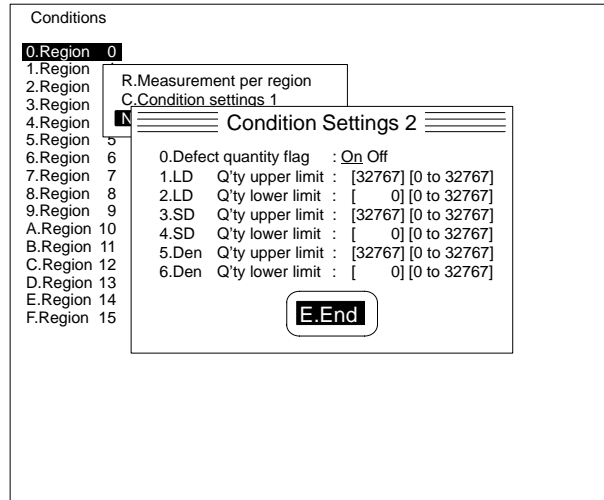 Conditions
0.Region 0
1.Region
2.Region
3.Region
4.Region
5.Region 5
6.Region 6
7.Region 7
8.Region 8
9.Region 9
A.Region 10
B.Region 11
C.Region 12
D.Region 13
E.Region 14
F.Region 15
R.Measurement per region
C.Condition settings 1
N
Condition Settings 2
0.Defect quantity flag : On Off
1.LD Q'ty upper limit : [32767] [0 to 32767]
2.LD Q'ty lower limit : [ 0] [0 to 32767]
3.SD Q'ty upper limit : [32767] [0 to 32767]
4.SD Q'ty lower limit : [ 0] [0 to 32767]
5.Den Q'ty upper limit : [32767] [0 to 32767]
6.Den Q'ty lower limit : [ 0] [0 to 32767]
E.End